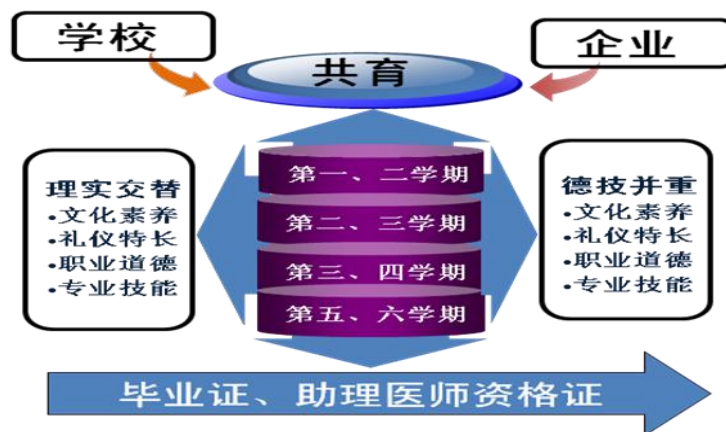 学校
企业
共育
理实交替
•文化素养
•礼仪特长
•职业道德
•专业技能
第一、二学期
第二、三学期
第三、四学期
第五、六学期
德技并重
•文化素养
•礼仪特长
•职业道德
•专业技能
毕业证、助理医师资格证